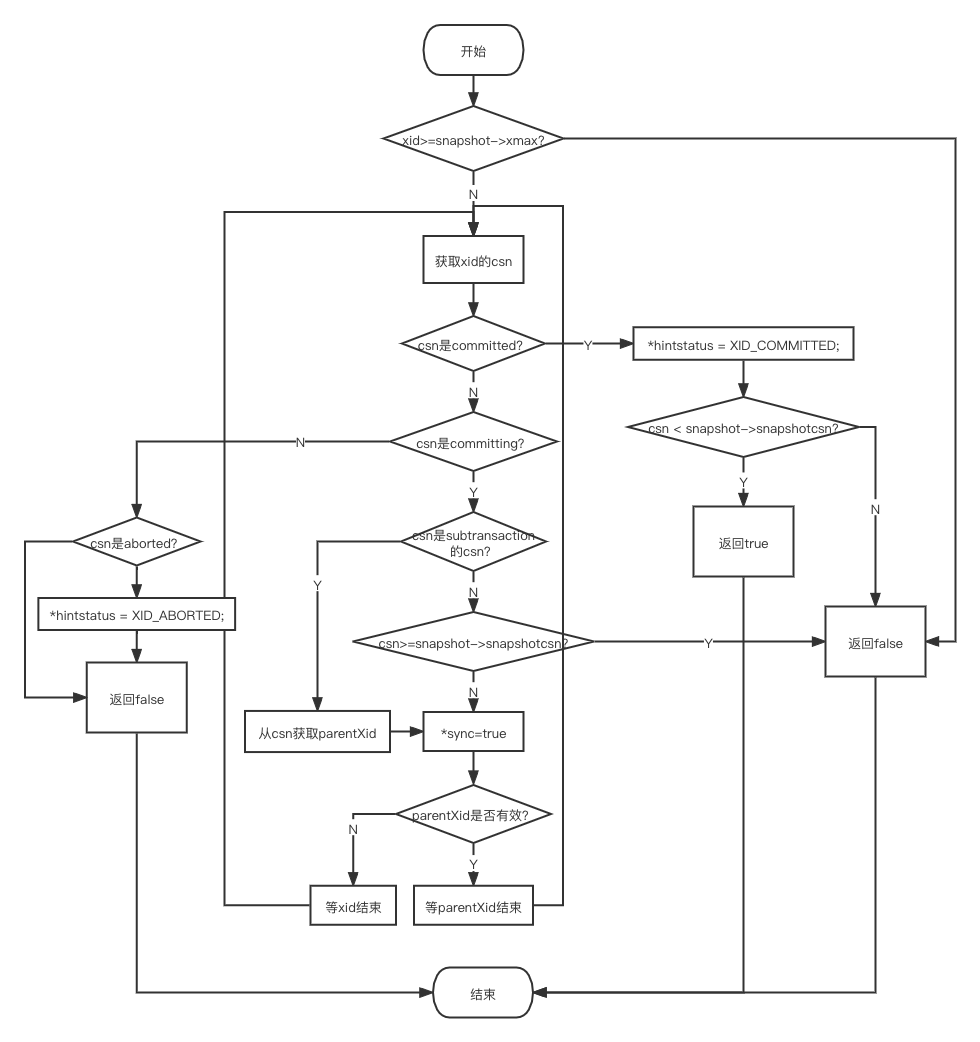 开始
xid>=snapshot->xmax?
N
获取xid的csn
csn是committed?
Y
*hintstatus = XID_COMMITTED;
N
csn < snapshot->snapshotcsn?
csn是committing?
N
Y
Y
N
csn是subtransaction
的csn?
csn是aborted?
返回true
Y
N
*hintstatus = XID_ABORTED;
csn>=snapshot->snapshotcsn?
Y
返回false
N
返回false
从csn获取parentXid
*sync=true
parentXid是否有效?
N
Y
等xid结束
等parentXid结束
结束